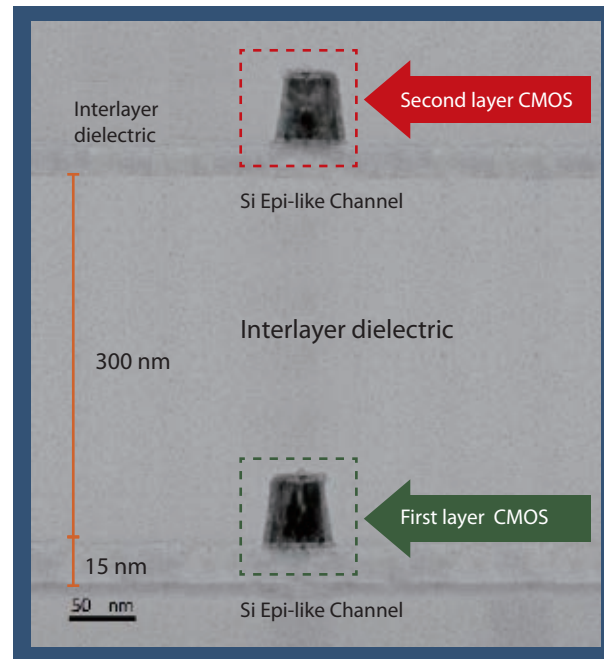 Second layer CMOS
Interlayer
dielectric
Si Epi-like Channel
Interlayer dielectric
300 nm
First layer CMOS
15 nm
50 nm
Si Epi-like Channel